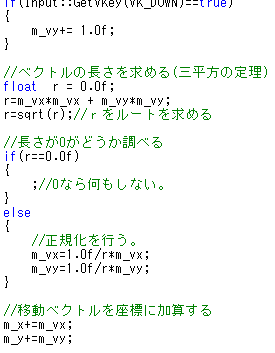 if(Input::GetVKey(VK_DOWN)==true)
{
m_vy+= 1.0f;
}
//ベクトルの長さを求める(三平方の定理)
float r = 0.0f;
r=m_vx*m_vx + m_vy*m_vy;
r=sqrt(r);//ｒをルートを求める
//長さが0がどうか調べる
if(r==0.0f)
{
;//0なら何もしない。
}
else
{
//正規化を行う。
m_vx=1.0f/r*m_vx;
m_vy=1.0f/r*m_vy;
}
//移動ベクトルを座標に加算する
m_x+=m_vx;
m_y+=m_vy;